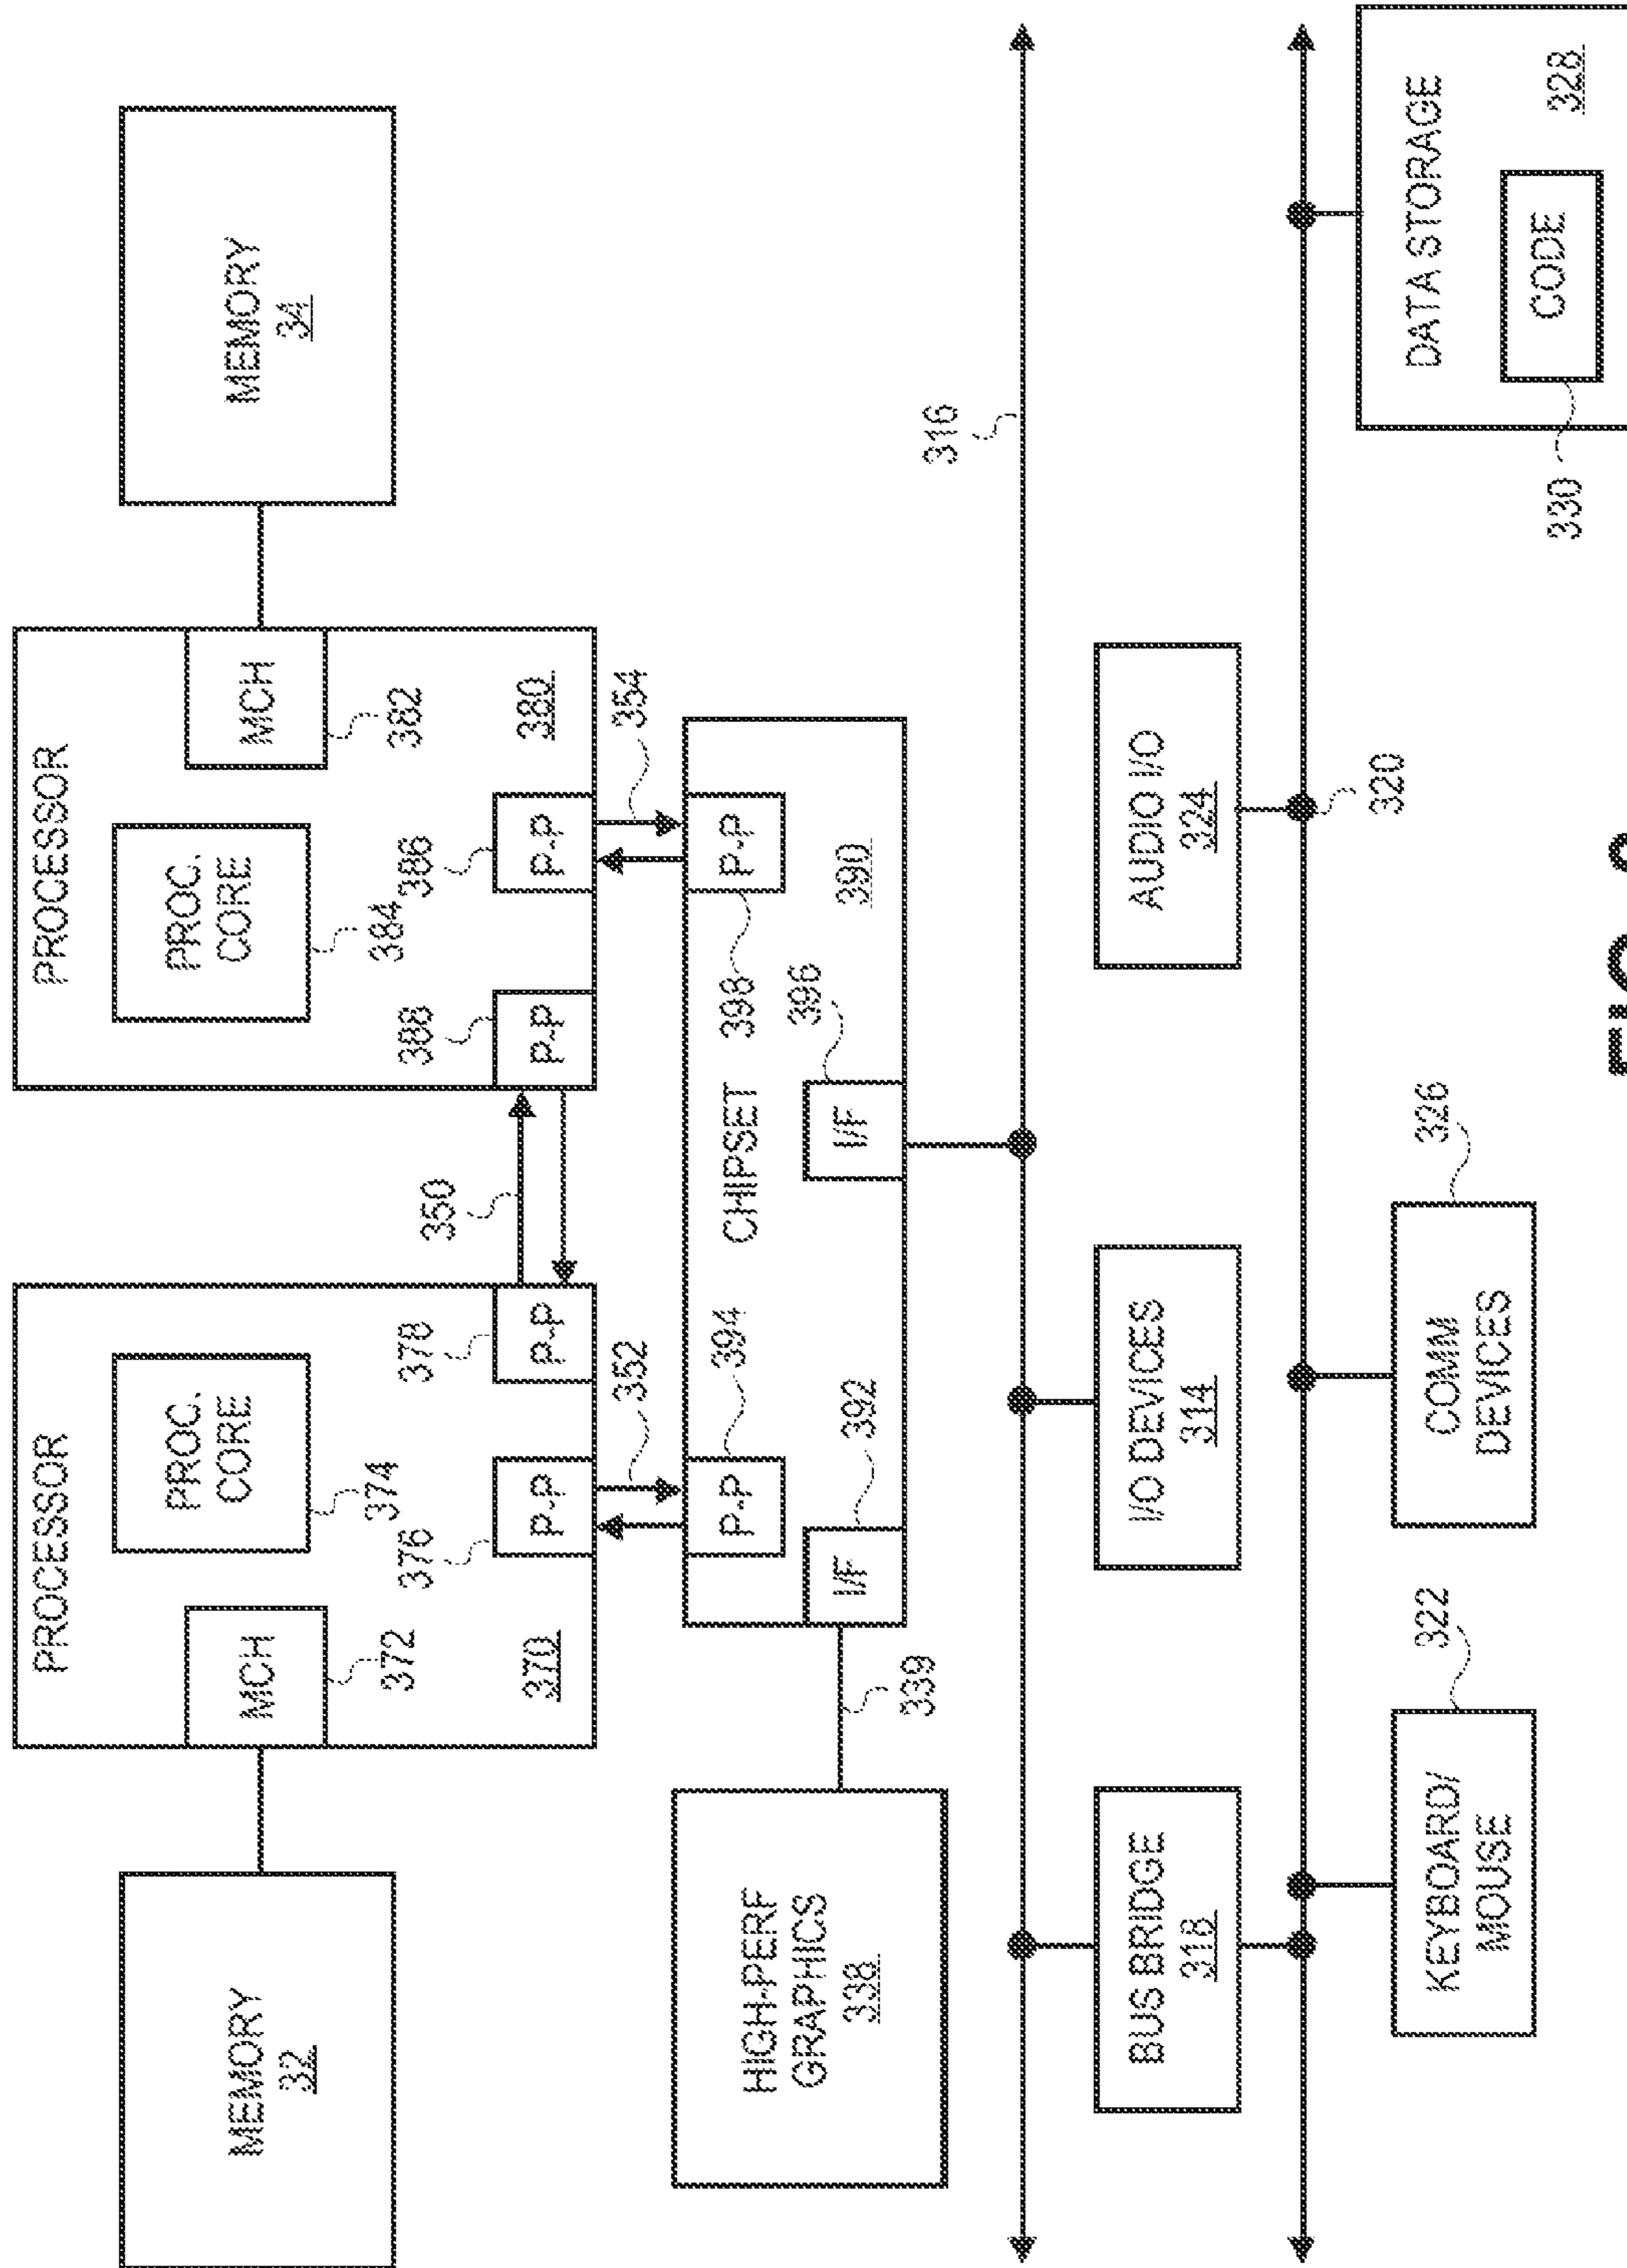 PROCESSOR
PROCESSOR
MEMORY
32
MCH
372
PROC.
CORE
374
376
P-P
378
P-P
370
350
388
P-P
PROC.
CORE
384
386
P-P
MCH
382
380
MEMORY
34
352
354
HIGH-PERF
GRAPHICS
338
339
I/F
392
P-P
394
CHIPSET
398
P-P
I/F
396
390
316
BUS BRIDGE
318
I/O DEVICES
314
AUDIO I/O
324
320
KEYBOARD/
MOUSE
322
COMM
DEVICES
326
DATA STORAGE
CODE
328
330